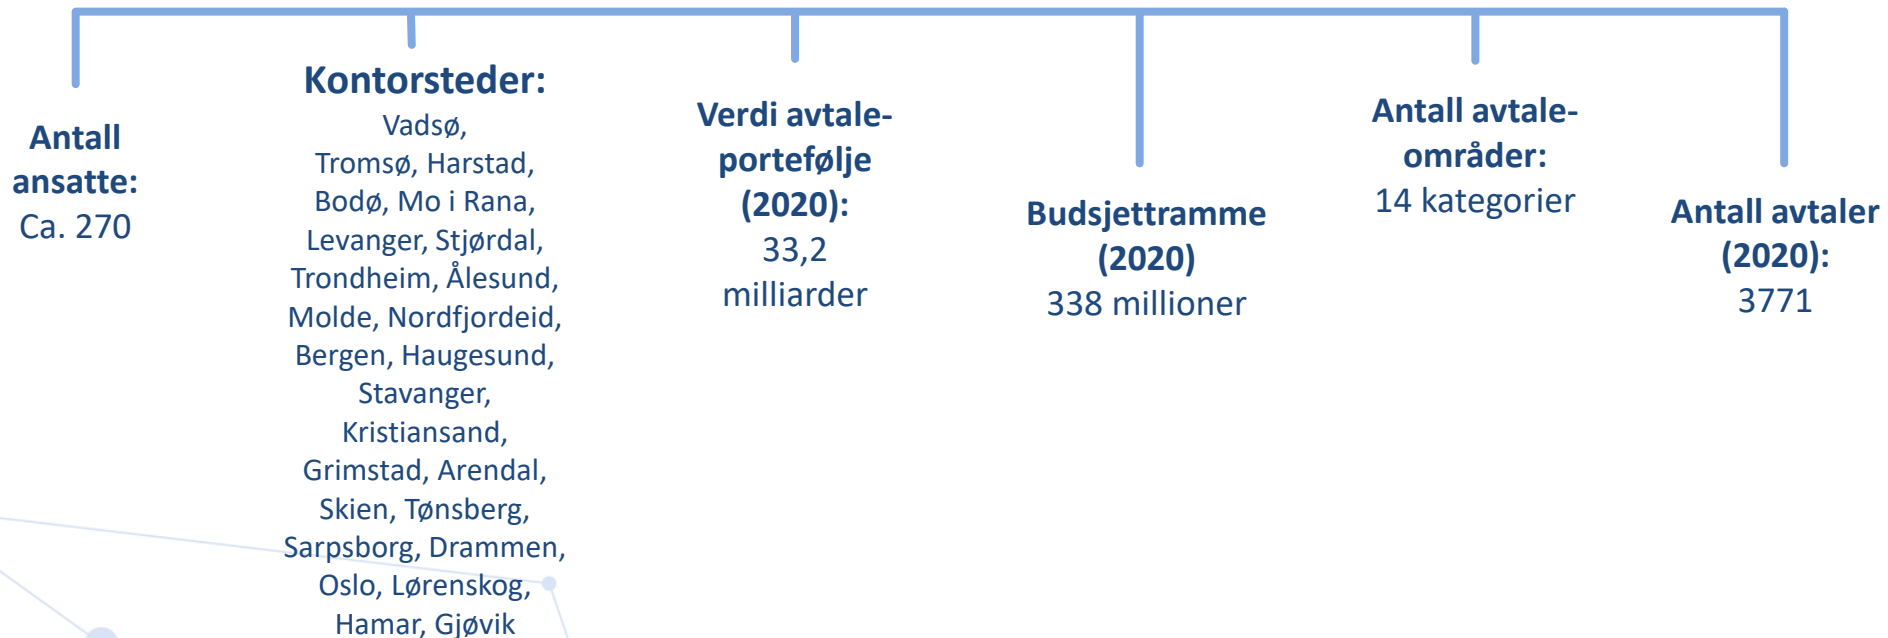 Antall
ansatte:
Ca. 270
Kontorsteder:
Vadsø,
Tromsø, Harstad,
Bodø, Mo i Rana,
Levanger, Stjørdal,
Trondheim, Ålesund,
Molde, Nordfjordeid,
Bergen, Haugesund,
Stavanger,
Kristiansand,
Grimstad, Arendal,
Skien, Tønsberg,
Sarpsborg, Drammen,
Oslo, Lørenskog,
Hamar, Gjøvik
Verdi avtale-
portefølje
(2020):
33,2
milliarder
Budsjettramme
(2020)
338 millioner
Antall avtale-
områder:
14 kategorier
Antall avtaler
(2020):
3771